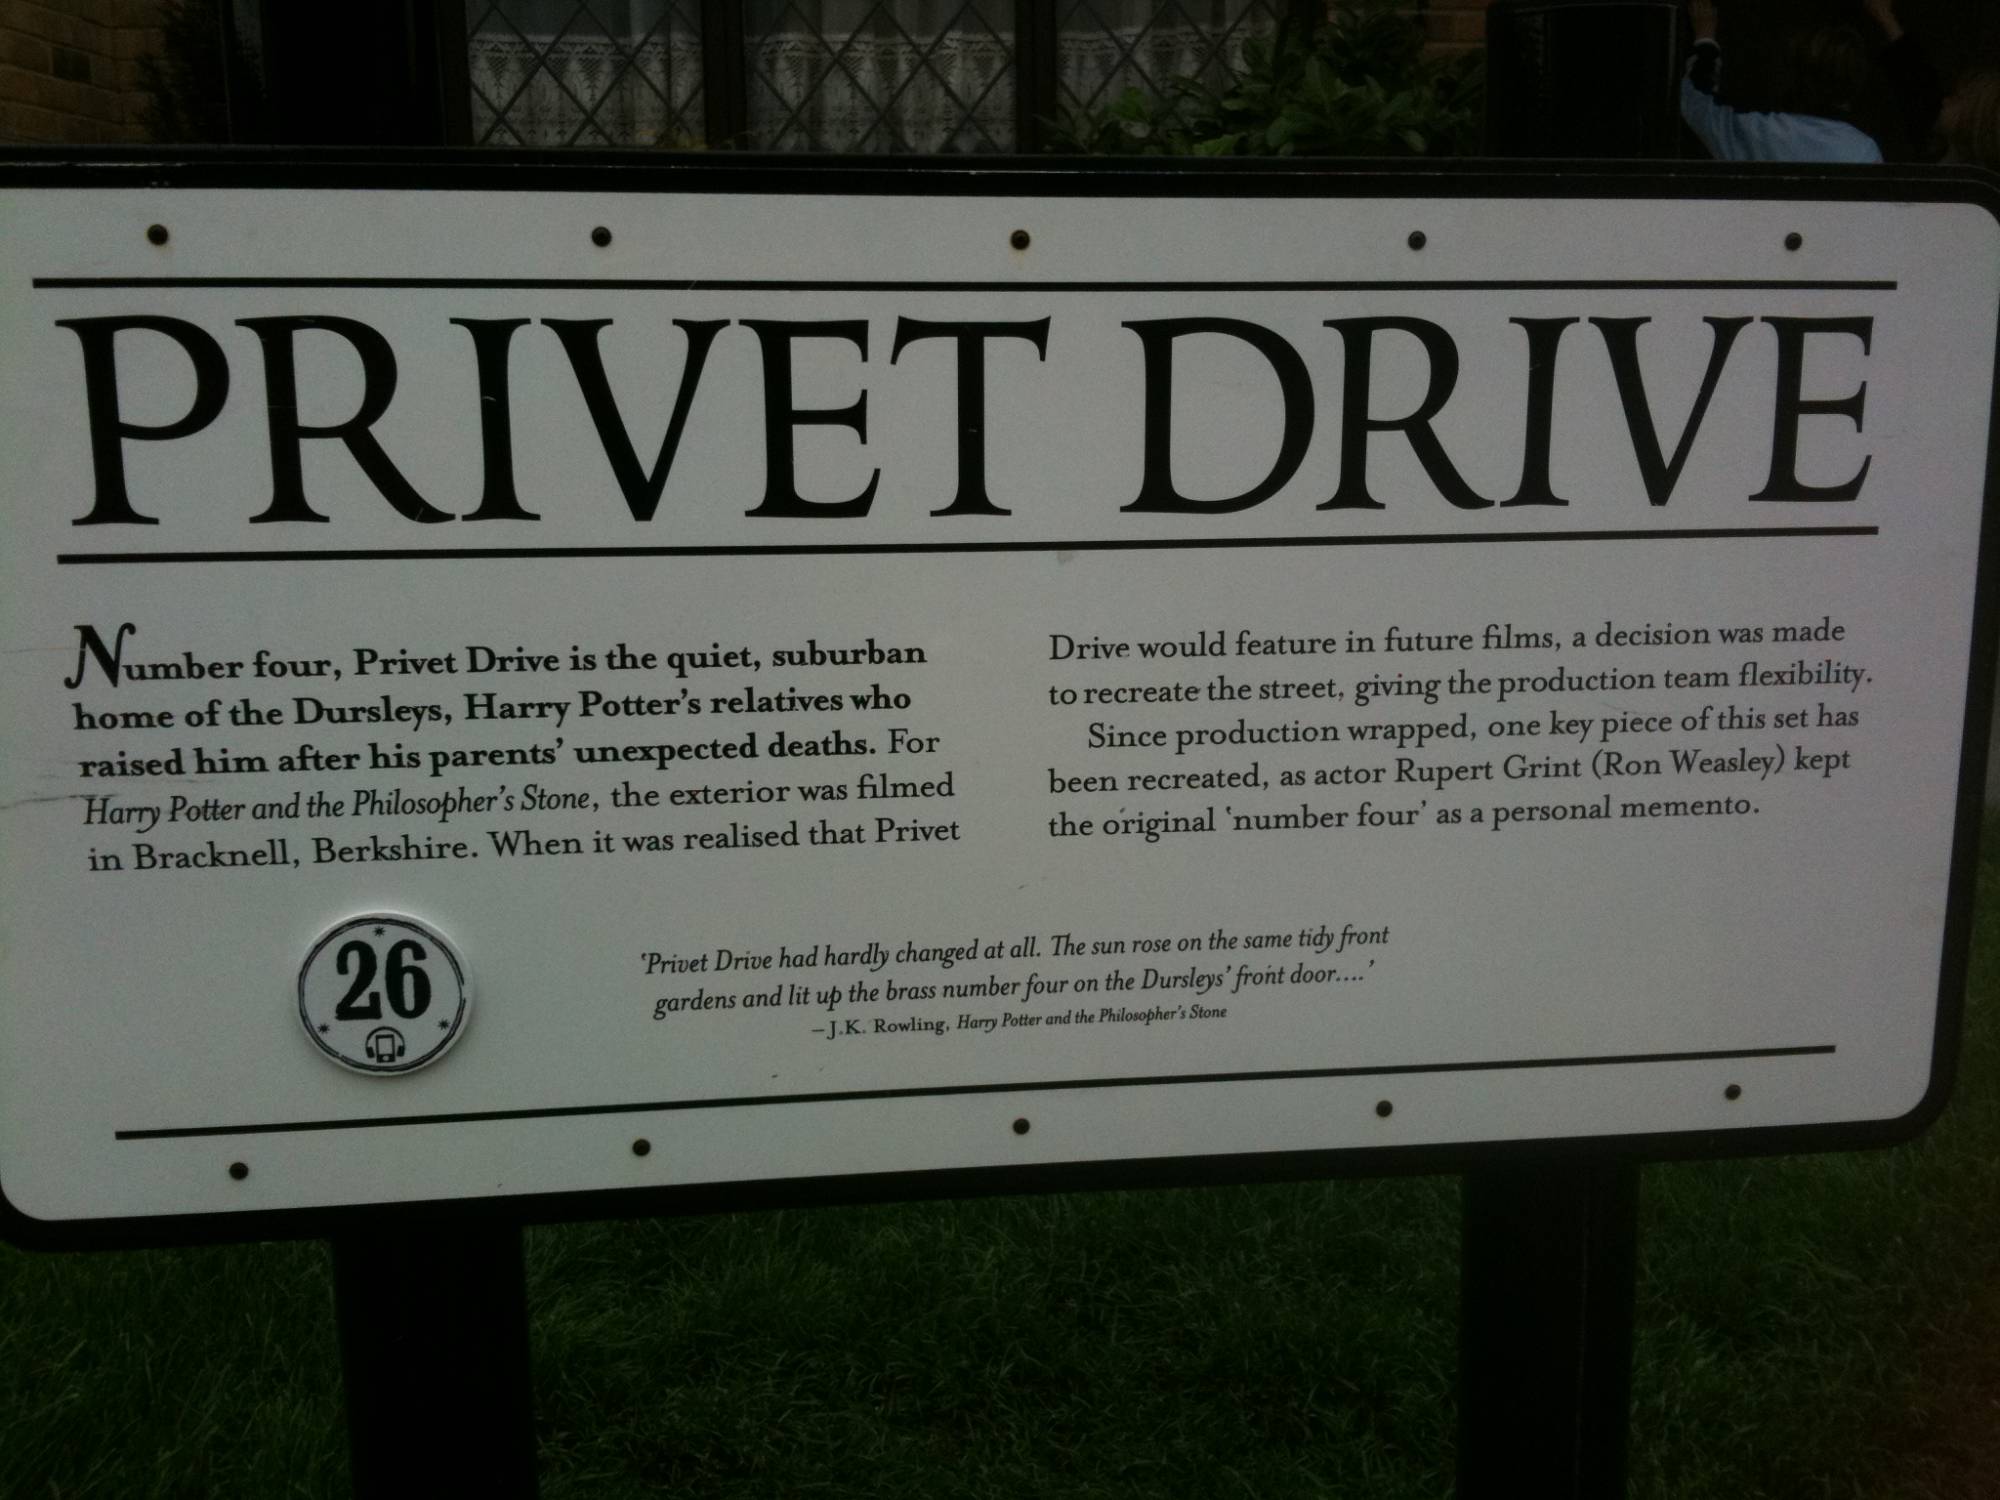 PRIVET DRIVE
Number four, Privet Drive is the quiet, suburban
home of the Dursleys, Harry Potter's relatives who
raised him after his parents' unexpected deaths. For
Harry Potter and the Philosopher's Stone, the exterior was filmed
in Bracknell, Berkshire. When it was realised that Privet
Drive would feature in future films, a decision was made
to recreate the street, giving the production team flexibility.
Since production wrapped, one key piece of this set has
been recreated, as actor Rupert Grint (Ron Weasley) kept
the original 'number four' as a personal memento.
26
'Privet Drive had hardly changed at all. The sun rose on the same tidy front
gardens and lit up the brass number four on the Dursleys' front door....'
–J.K. Rowling, Harry Potter and the Philosopher's Stone